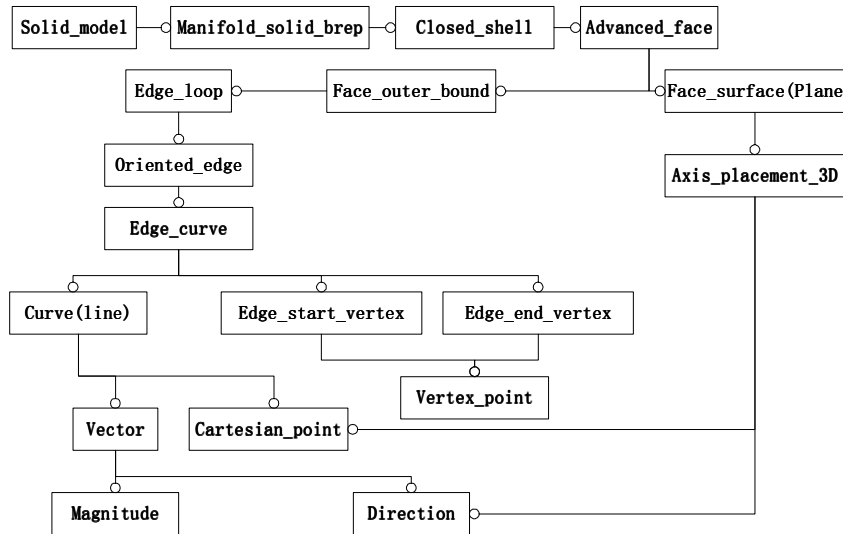 Solid_model
Manifold_solid_brep
Closed_shell
Advanced_face
Edge_loop
Face_outer_bound
Face_surface(Plane
Oriented_edge
Axis_placement_3D
Edge_curve
Curve(line)
Edge_start_vertex
Edge_end_vertex
Vertex_point
Vector
Cartesian_point
Magnitude
Direction